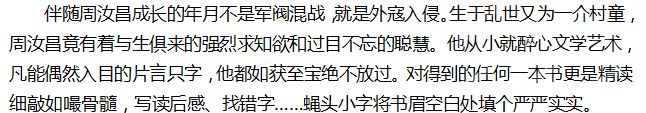 伴随周汝昌成长的年月不是军阀混战，就是外寇入侵。生于乱世又为一介村童，
周汝昌竟有着与生俱来的强烈求知欲和过目不忘的聪慧。他从小就醉心文学艺术，
凡能偶然入目的片言只字，他都如获至宝绝不放过。对得到的任何一本书更是精读
细敲如嘬骨髓，写读后感、找错字……蝇头小字将书眉空白处填个严严实实。